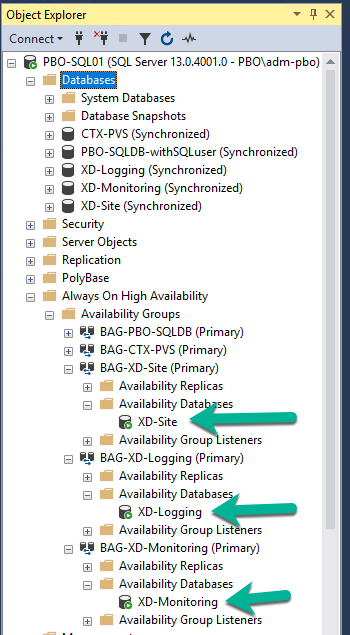 Object Explorer
Connect
PBO-SQL01 (SQL Server 13.0.4001.0 - PBO\adm-pbo)
Databases
System Databases
Database Snapshots
CTX-PVS (Synchronized)
PBO-SQLDB-withSQLuser (Synchronized)
XD-Logging (Synchronized)
XD-Monitoring (Synchronized)
XD-Site (Synchronized)
Security
Server Objects
Replication
PolyBase
Always On High Availability
Availability Groups
BAG-PBO-SQLDB (Primary)
BAG-CTX-PVS (Primary)
BAG-XD-Site (Primary)
Availability Replicas
Availability Databases
XD-Site
Availability Group Listeners
BAG-XD-Logging (Primary)
Availability Replicas
Availability Databases
XD-Logging
Availability Group Listeners
BAG-XD-Monitoring (Primary)
Availability Replicas
Availability Databases
XD-Monitoring
Availability Group Listeners